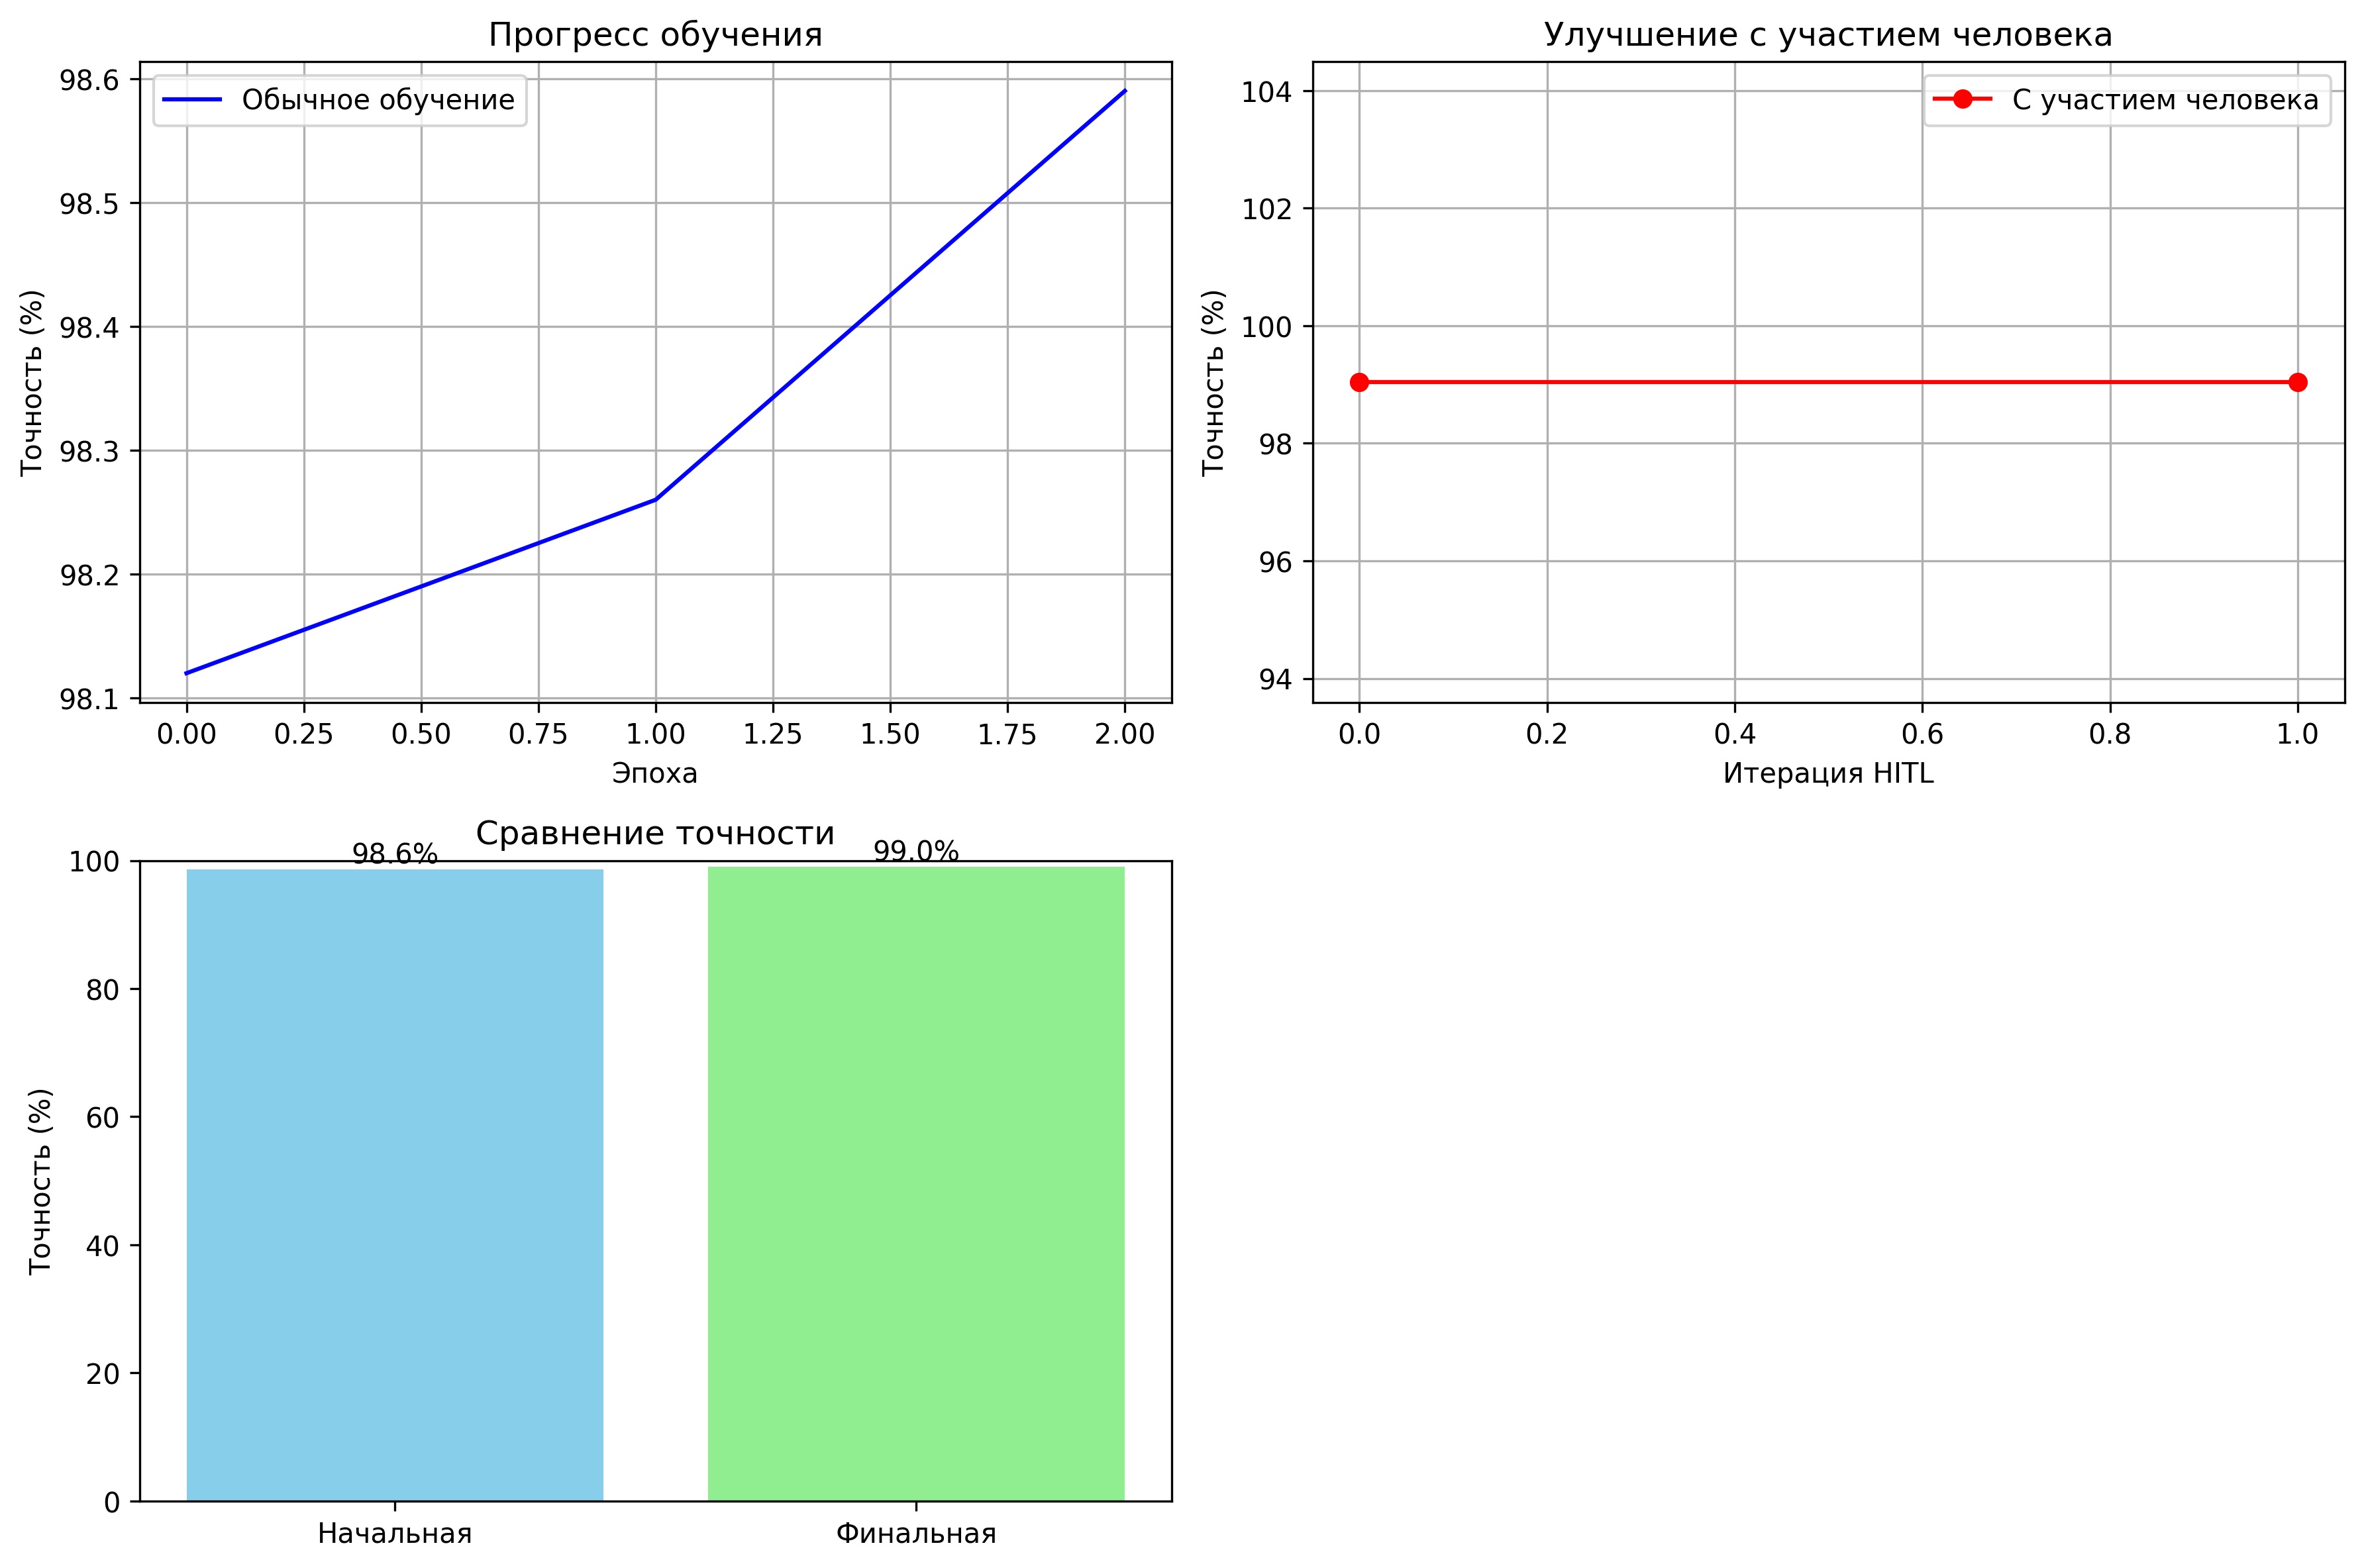 Прогресс обучения
98.6
98.5
98.4
98.3
98.2
98.1
Точность (%)
Обычное обучение
0.00 0.25 0.50 0.75 1.00 1.25 1.50 1.75 2.00
Эпоха
Улучшение с участием человека
104
102
100
98
96
94
Точность (%)
С участием человека
0.0 0.2 0.4 0.6 0.8 1.0
Итерация HITL
Сравнение точности
98.6% 99.0%
100
80
60
40
20
0
Точность (%)
Начальная Финальная